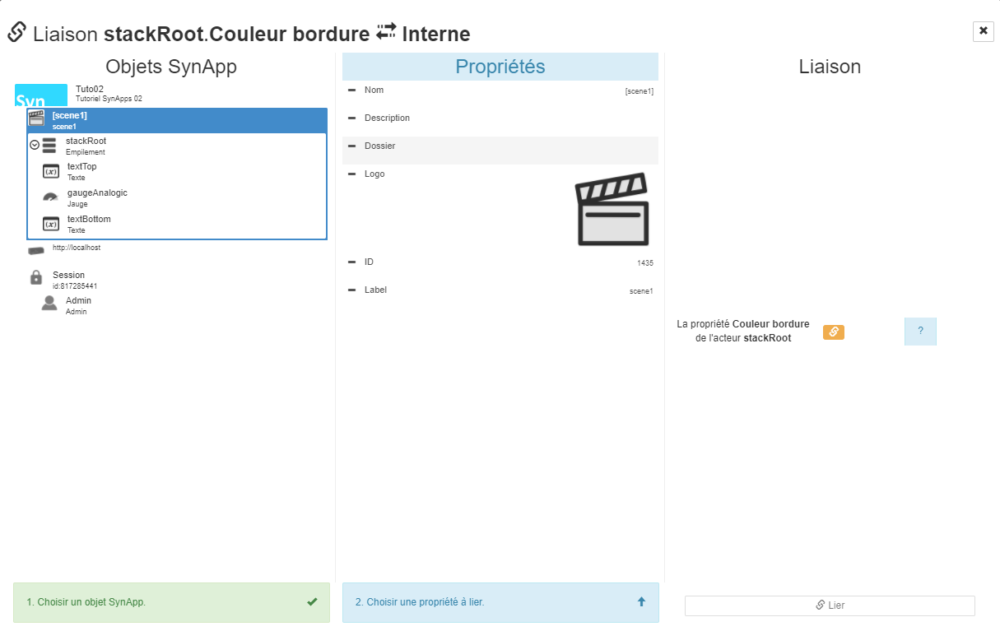 Liaison stackRoot.Couleur bordure Interne
Objets SynApp
Syn
Tuto02
Tutoriel SynApps 02
[scene1]
scene1
stackRoot
Empilement
(x) textTop
Texte
gaugeAnalogic
Jauge
(x) textBottom
Texte
http://localhost
Session
id:817285441
Admin
Admin
1. Choisir un objet SynApp.
Propriétés
Nom [scene1]
Description
Dossier
Logo
ID 1435
Label scene1
2. Choisir une propriété à lier.
Liaison
La propriété Couleur bordure
de l'acteur stackRoot
?
Lier